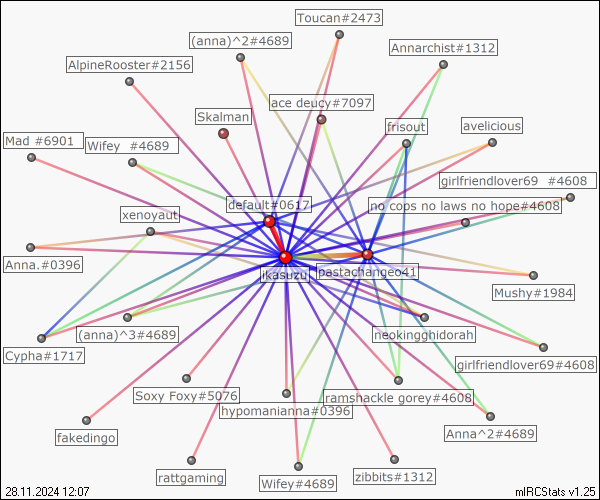 Toucan#2473
(anna)^2#4689
Annarchist#1312
AlpineRooster#2156
ace deucy#7097
Skalman
frisout
avelicious
Mad  #6901
Wifey  #4689
girlfriendlover69  #4608
default#0617
no cops no laws no hope#4608
xenoyaut
Anna.#0396
ikasuzu
pastachangeo41
Mushy#1984
(anna)^3#4689
neokingghidorah
Cypha#1717
girlfriendlover69#4608
Soxy Foxy#5076
ramshackle gorey#4608
hypomanianna#0396
fakedingo
Anna^2#4689
rattgaming
Wifey#4689
zibbits#1312
28.11.2024 12:07
mIRCStats v1.25